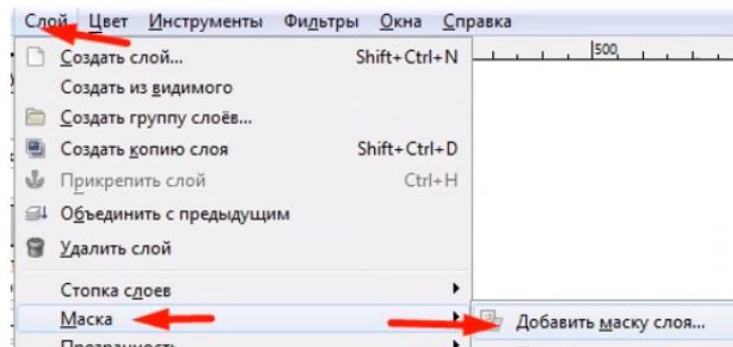 Слой Цвет Инструменты Фильтры Окна Справка
500
Создать слой... Shift+Ctrl+N
Создать из видимого
Создать группу слоёв...
Создать копию слоя Shift+Ctrl+D
Прикрепить слой Ctrl+H
Объединить с предыдущим
Удалить слой
Стопка слоев
Маска
Добавить маску слоя...
Прозрачность